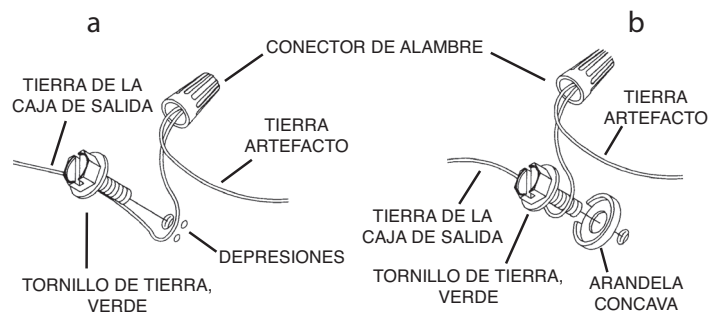 a
b
CONECTOR DE ALAMBRE
TIERRA DE LA
CAJA DE SALIDA
TIERRA
ARTEFACTO
DEPRESIONES
TORNILLO DE TIERRA,
VERDE
TIERRA
ARTEFACTO
TIERRA DE LA
CAJA DE SALIDA
TORNILLO DE TIERRA,
VERDE
ARANDELA
CONCAVA